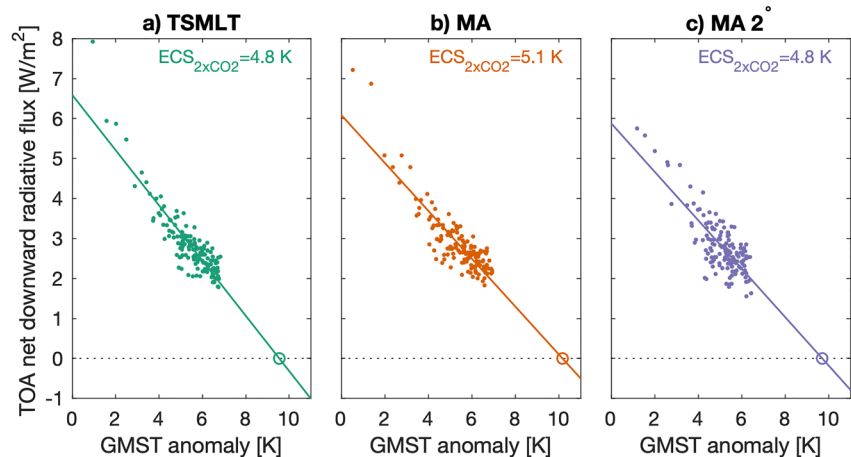 a) TSMLT
b) MA
c) MA 2°
ECS2xCO2=4.8 K
ECS2xCO2=5.1 K
ECS2xCO2=4.8 K
TOA net downward radiative flux [W/m2]
8
7
6
5
4
3
2
1
0
-1
0 2 4 6 8 10
0 2 4 6 8 10
0 2 4 6 8 10
GMST anomaly [K]
GMST anomaly [K]
GMST anomaly [K]